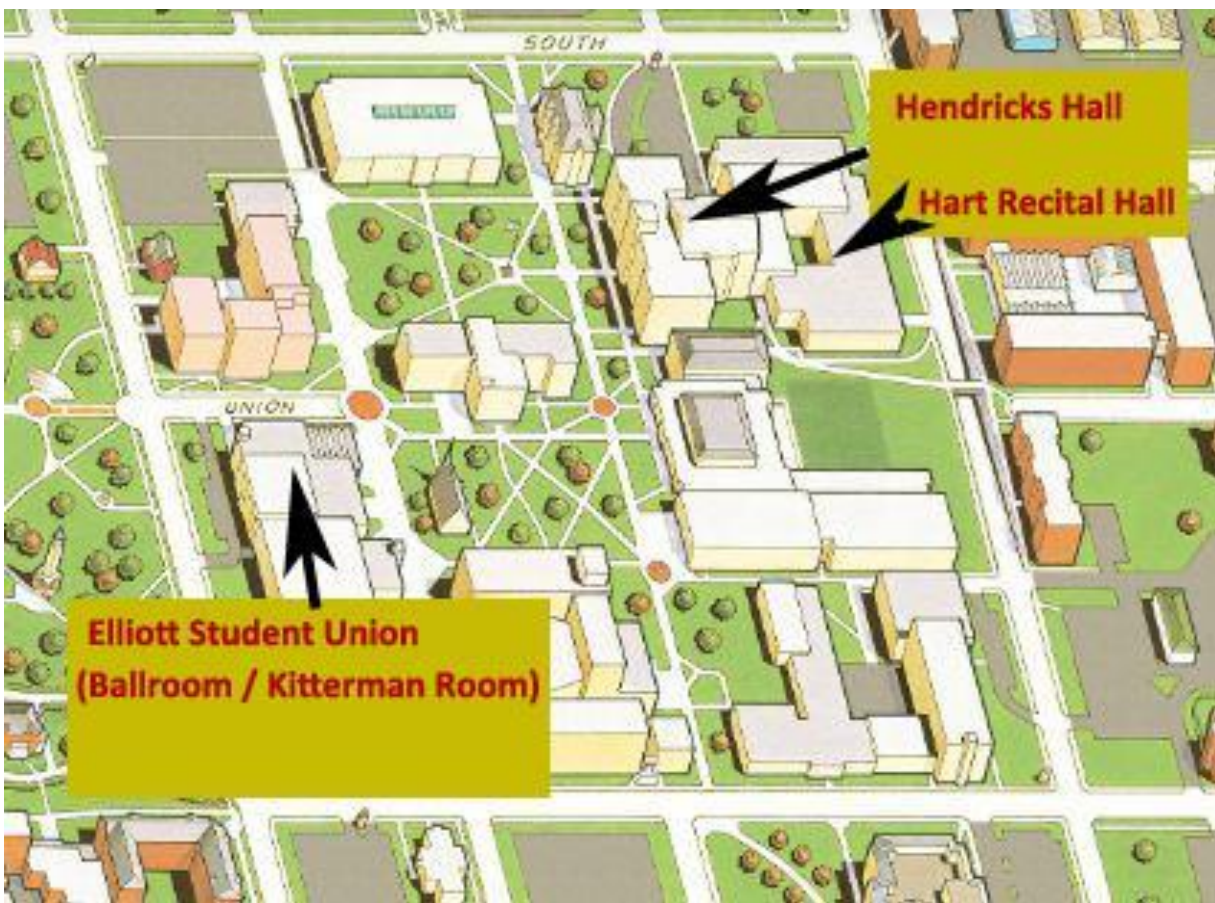 SOUTH
Hendricks Hall
Hart Recital Hall
UNION
Elliott Student Union
(Ballroom / Kitterman Room)